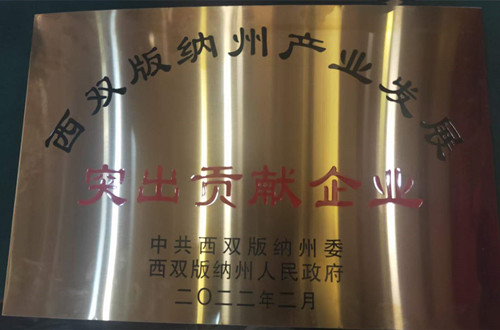 西双版纳州产业发展
突出贡献企业
中共西双版纳州委
西双版纳州人民政府
二〇二二年二月